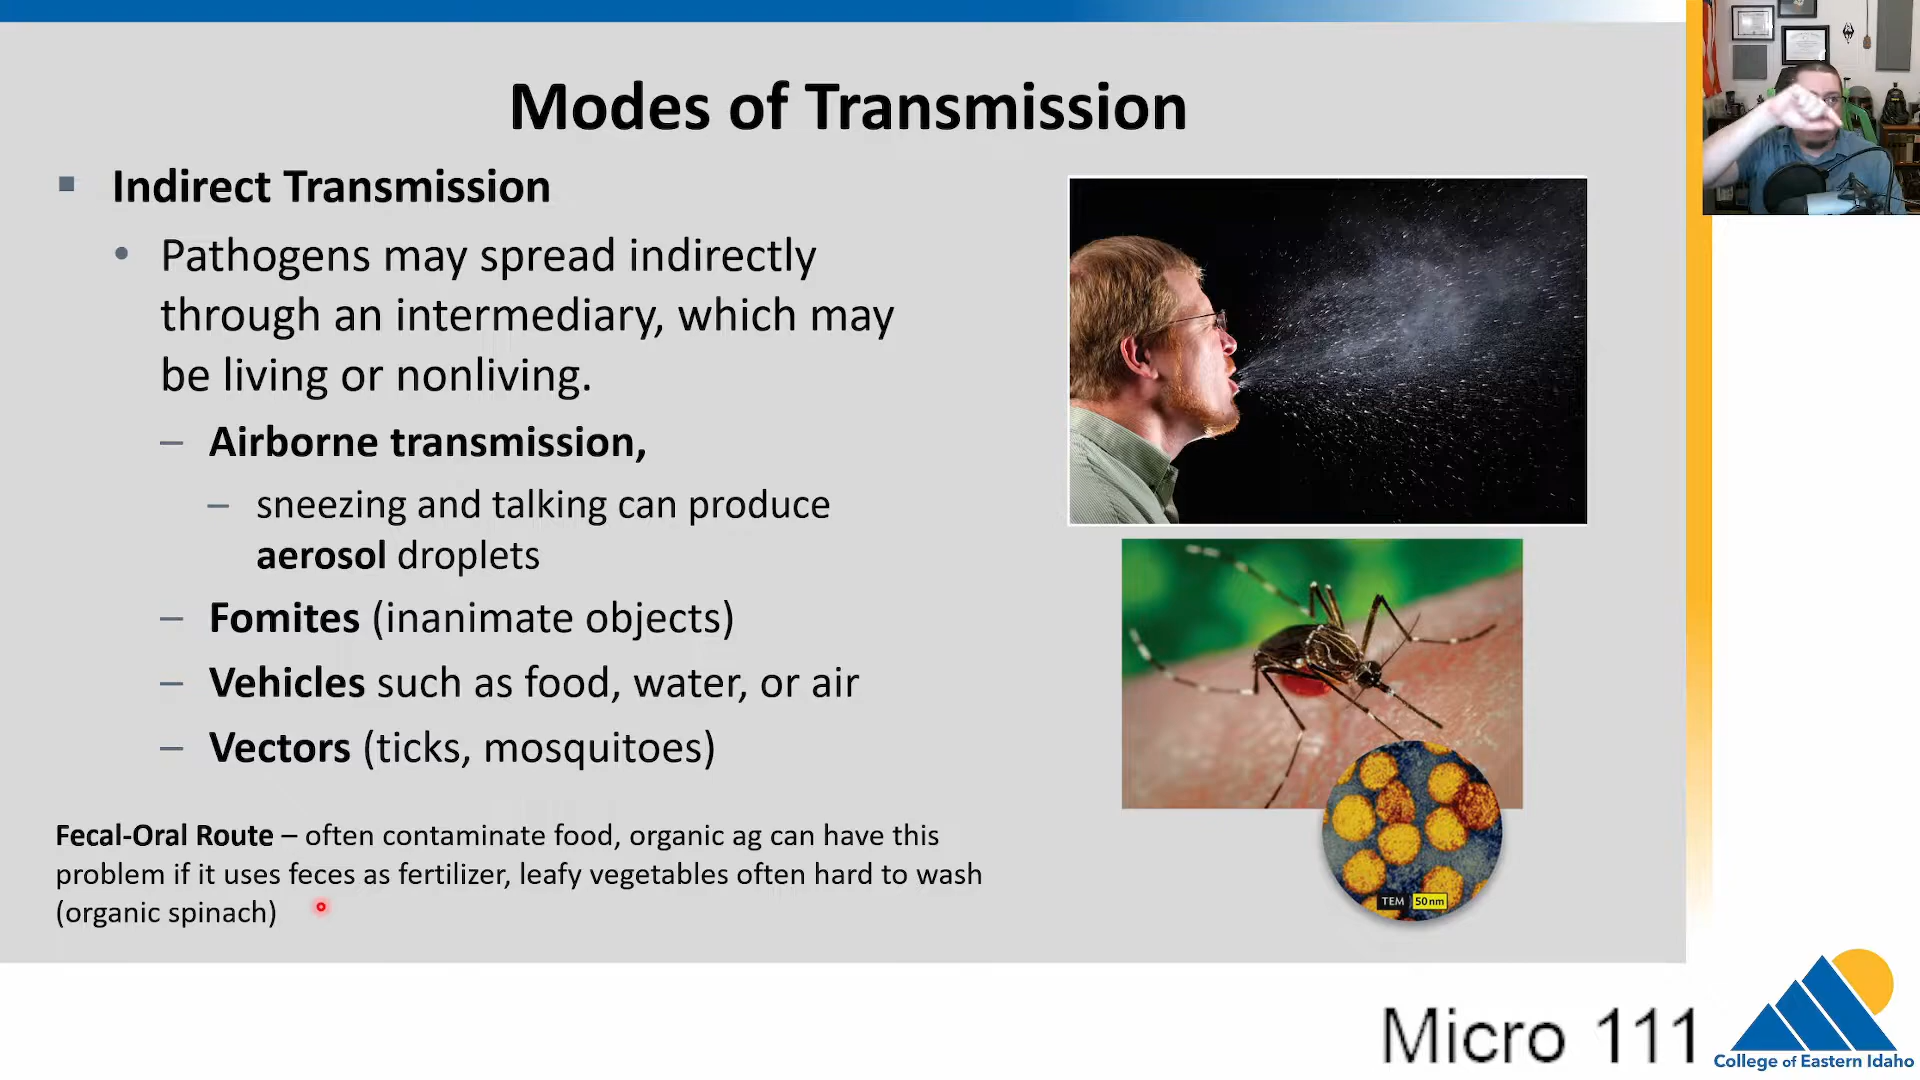 Modes of Transmission
▪ Indirect Transmission
• Pathogens may spread indirectly
through an intermediary, which may
be living or nonliving.
– Airborne transmission,
– sneezing and talking can produce
aerosol droplets
– Fomites (inanimate objects)
– Vehicles such as food, water, or air
– Vectors (ticks, mosquitoes)
Fecal-Oral Route – often contaminate food, organic ag can have this
problem if it uses feces as fertilizer, leafy vegetables often hard to wash
(organic spinach)
TEM 50 nm
Micro 111
College of Eastern Idaho